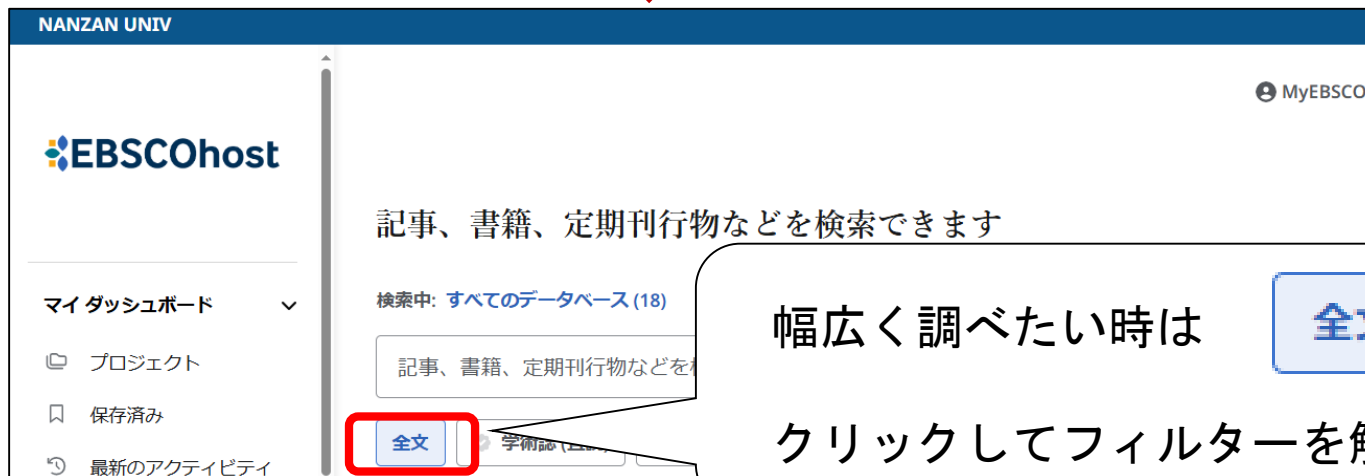 NANZAN UNIV
MyEBSCO
EBSCOhost
記事、書籍、定期刊行物などを検索できます
マイ ダッシュボード
検索中: すべてのデータベース (18)
幅広く調べたい時は
全
プロジェクト
記事、書籍、定期刊行物などを
保存済み
全文
学術誌
クリックしてフィルターを
最新のアクティビティ